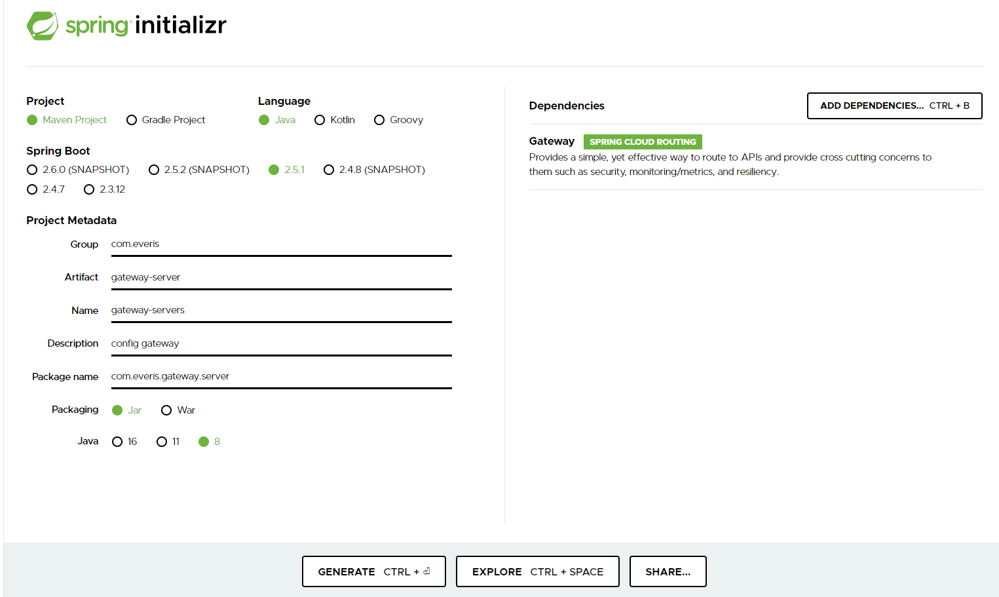 spring initializr
Project
Maven Project
Gradle Project
Language
Java
Kotlin
Groovy
Spring Boot
2.6.0 (SNAPSHOT)
2.5.2 (SNAPSHOT)
2.5.1
2.4.8 (SNAPSHOT)
2.4.7
2.3.12
Project Metadata
Group com.everis
Artifact gateway-server
Name gateway-servers
Description config gateway
Package name com.everis.gateway.server
Packaging Jar War
Java 16 11 8
Dependencies
ADD DEPENDENCIES... CTRL + B
Gateway SPRING CLOUD ROUTING
Provides a simple, yet effective way to route to APIs and provide cross cutting concerns to
them such as security, monitoring/metrics, and resiliency.
GENERATE CTRL + ⏎
EXPLORE CTRL + SPACE
SHARE...